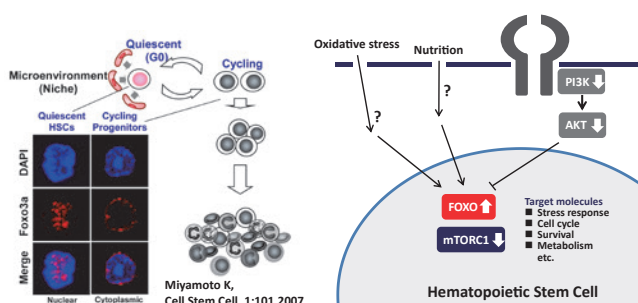 Quiescent
(G0)
Cycling
Microenvironment
(Niche)
Quiescent
HSCs
Cycling
Progenitors
DAPI
Foxo3a
Merge
Nuclear
Cytoplasmic
Miyamoto K,
Cell Stem Cell, 1:101,2007
Oxidative stress
Nutrition
?
?
PI3K
AKT
FOXO
mTORC1
Target molecules
Stress response
Cell cycle
Survival
Metabolism
etc.
Hematopoietic Stem Cell